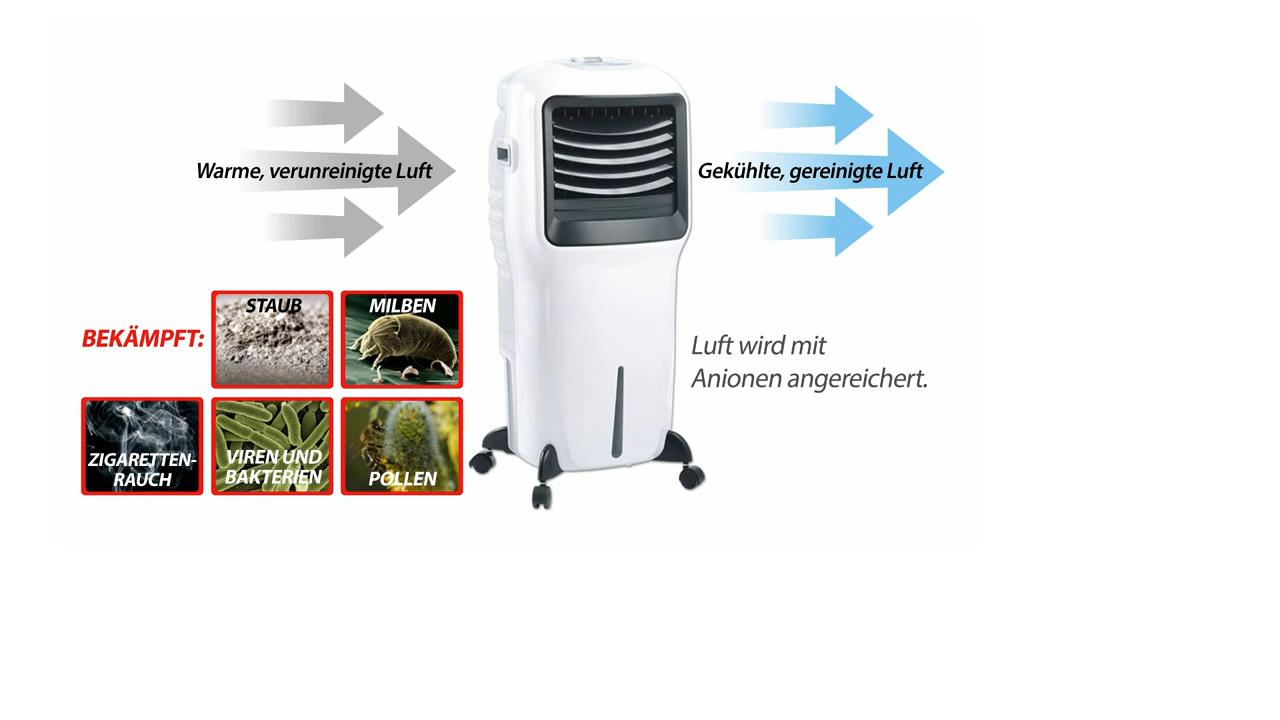 Warme, verunreinigte Luft
Gekühlte, gereinigte Luft
BEKÄMPFT:
STAUB
MILBEN
ZIGARETTEN-
RAUCH
VIREN UND
BAKTERIEN
POLLEN
Luft wird mit
Anionen angereichert.